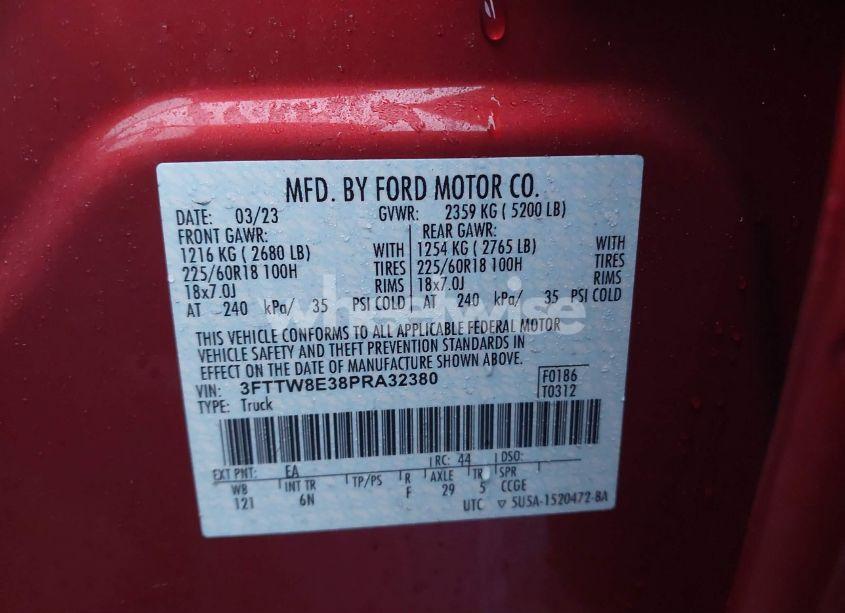 MFD. BY FORD MOTOR CO.
DATE: 03/23 GVWR: 2359 KG ( 5200 LB)
FRONT GAWR: REAR GAWR:
1216 KG ( 2680 LB) WITH 1254 KG ( 2765 LB) WITH
225/60R18 100H TIRES 225/60R18 100H TIRES
18x7.0J RIMS 18x7.0J RIMS
AT 240 kPa/ 35 PSI COLD AT 240 kPa/ 35 PSI COLD
wheelwise
THIS VEHICLE CONFORMS TO ALL APPLICABLE FEDERAL MOTOR
VEHICLE SAFETY AND THEFT PREVENTION STANDARDS IN
EFFECT ON THE DATE OF MANUFACTURE SHOWN ABOVE.
VIN: 3FTTW8E38PRA32380 F0186
TYPE: Truck T0312
EXT PNT: EA RC: 44 DSO:
WB INT TR TP/PS R AXLE TR SPR
121 6N F 29 5 CCGE
UTC ▽ 5U5A-1520472-BA